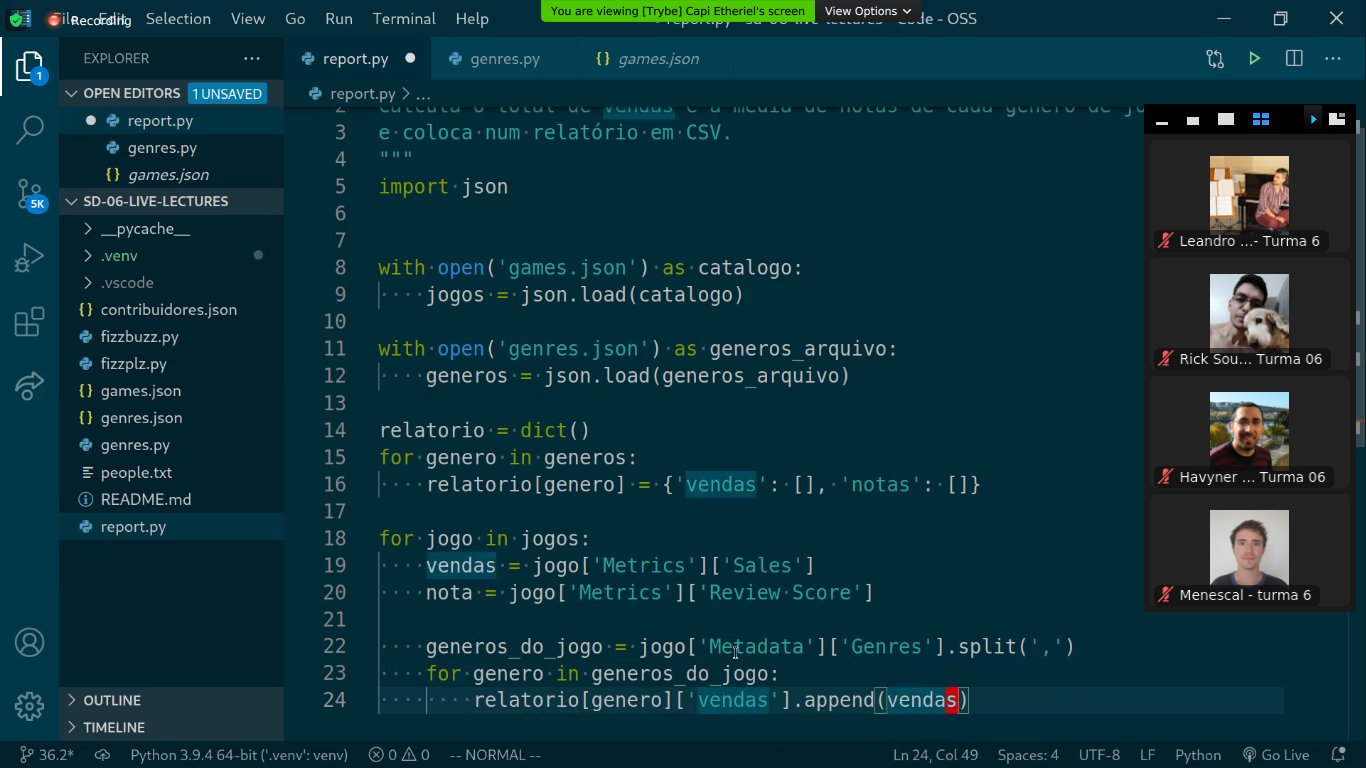 Recording
File Edit Selection View Go Run Terminal Help
You are viewing [Trybe] Capi Etheriel's screen
View Options
report.py - sd-06-live-lectures - Code - OSS
EXPLORER
OPEN EDITORS 1 UNSAVED
report.py
genres.py
games.json
SD-06-LIVE-LECTURES
__pycache__
.venv
.vscode
contribuidores.json
fizzbuzz.py
fizzplz.py
games.json
genres.json
genres.py
people.txt
README.md
report.py
OUTLINE
TIMELINE
1
5K
report.py
genres.py
games.json
report.py > ...
2 Calcula o total de vendas e a média de notas de cada gênero de jo
3 e coloca num relatório em CSV.
4 """
5 import json
6
7
8 with open('games.json') as catalogo:
9     jogos = json.load(catalogo)
10
11 with open('genres.json') as generos_arquivo:
12     generos = json.load(generos_arquivo)
13
14 relatorio = dict()
15 for genero in generos:
16     relatorio[genero] = {'vendas': [], 'notas': []}
17
18 for jogo in jogos:
19     vendas = jogo['Metrics']['Sales']
20     nota = jogo['Metrics']['Review Score']
21
22     generos_do_jogo = jogo['Metadata']['Genres'].split(',')
23     for genero in generos_do_jogo:
24         relatorio[genero]['vendas'].append(vendas)
Leandro ...- Turma 6
Rick Sou... Turma 06
Havyner ... Turma 06
Menescal - turma 6
36.2* Python 3.9.4 64-bit ('.venv': venv) 0 0 -- NORMAL -- Ln 24, Col 49 Spaces: 4 UTF-8 LF Python Go Live